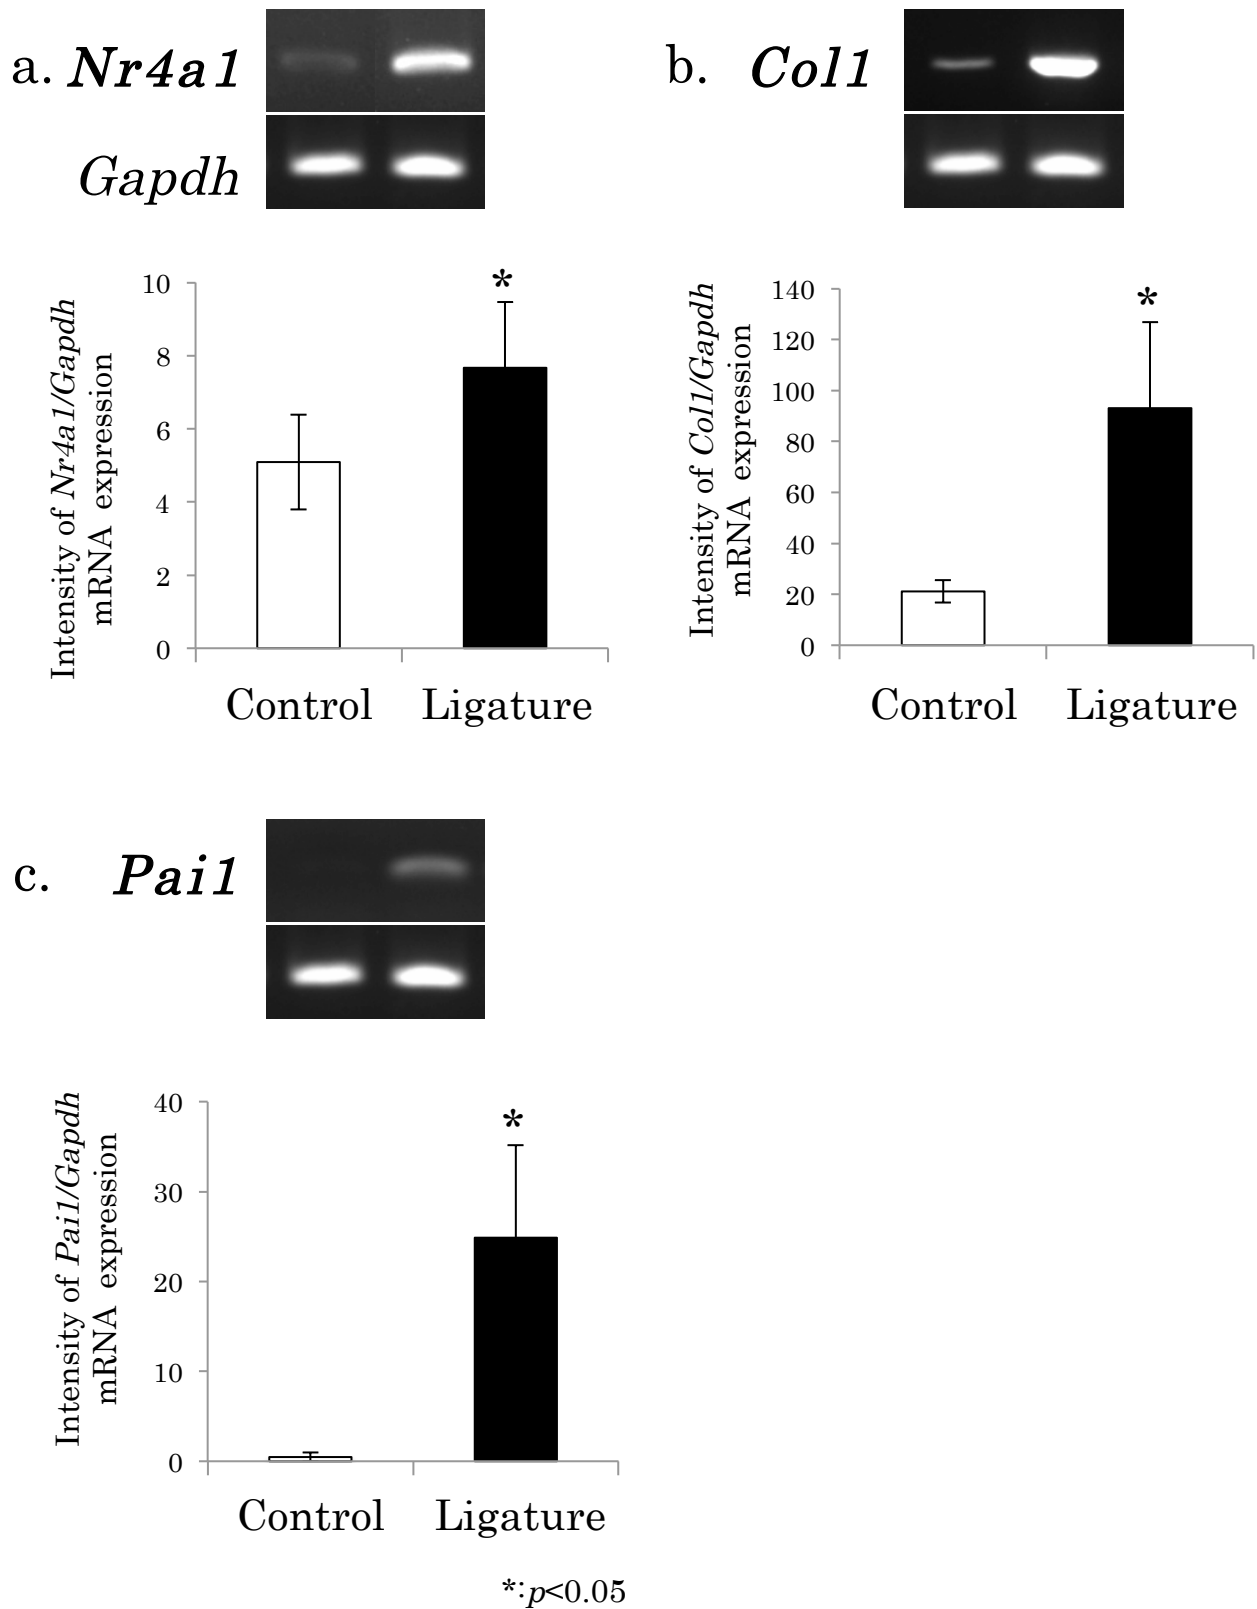 a. Nr4a1
Gapdh
Intensity of Nr4a1/Gapdh
mRNA expression
10
8
6
4
2
0
*
Control Ligature
b. Col1
Intensity of Col1/Gapdh
mRNA expression
140
120
100
80
60
40
20
0
*
Control Ligature
c. Pai1
Intensity of Pai1/Gapdh
mRNA expression
40
30
20
10
0
*
Control Ligature
*:p<0.05